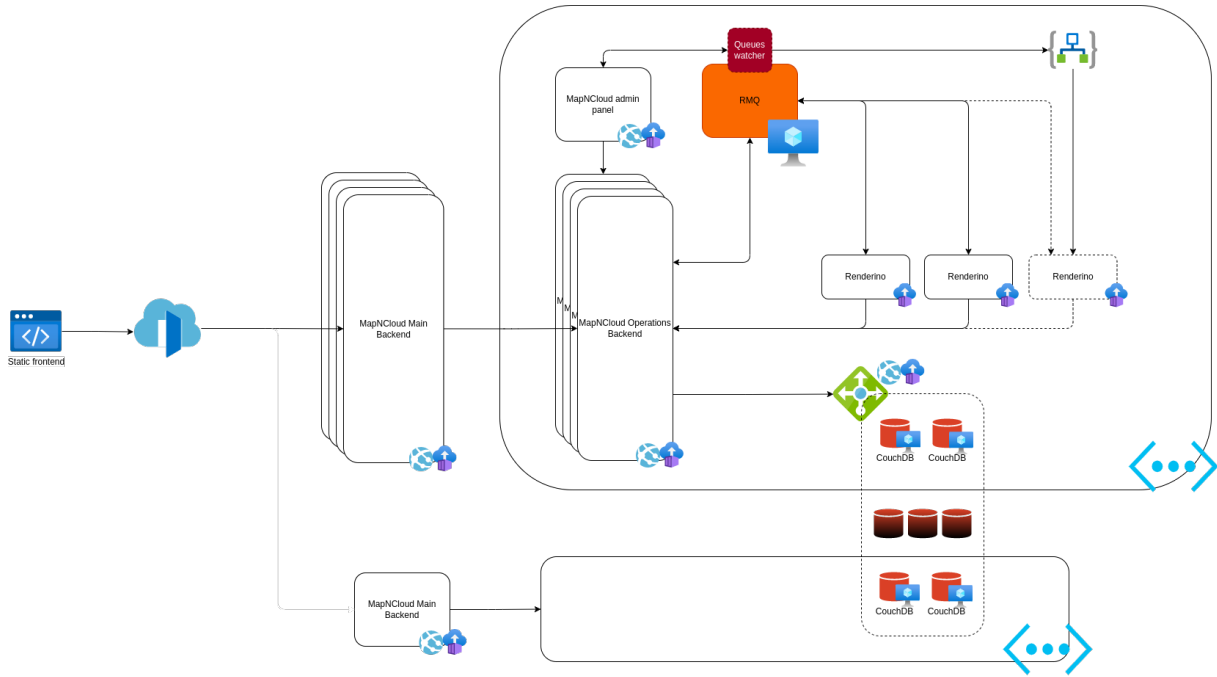 Queues
watcher
MapNCloud admin
panel
RMQ
Renderino
Renderino
Renderino
M
M
M
MapNCloud Main
Backend
MapNCloud Operations
Backend
Static frontend
CouchDB
CouchDB
MapNCloud Main
Backend
CouchDB
CouchDB